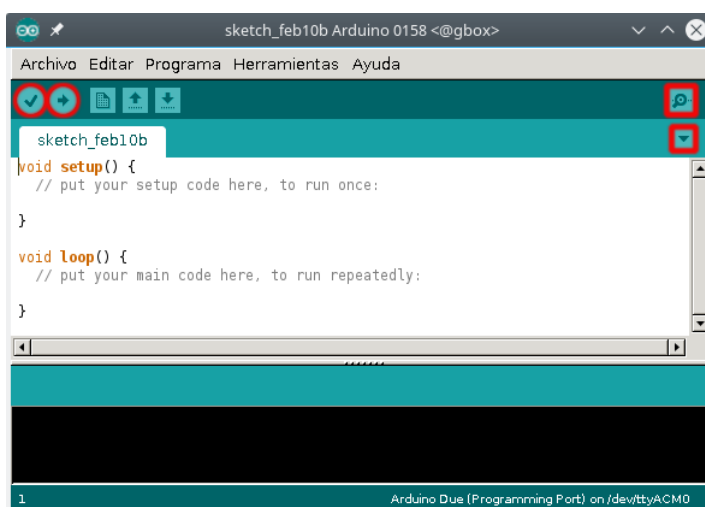 sketch_feb10b Arduino 0158 <@gbox>
Archivo Editar Programa Herramientas Ayuda
sketch_feb10b
void setup() {
  // put your setup code here, to run once:
}
void loop() {
  // put your main code here, to run repeatedly:
}
1 Arduino Due (Programming Port) on /dev/ttyACM0